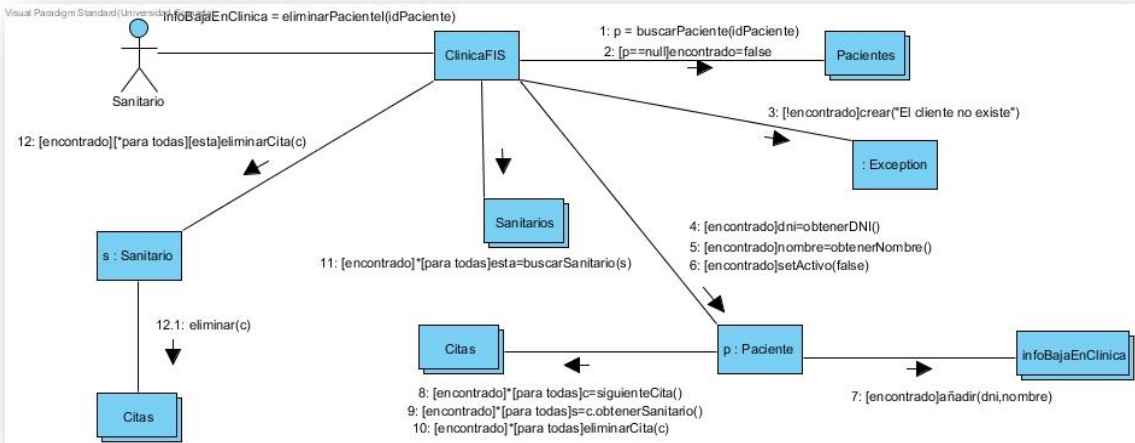 Visual Paradigm Standard(Universidad
infoBajaEnClinica = eliminarPacientel(idPaciente)
Sanitario
ClinicaFIS
1: p = buscarPaciente(idPaciente)
2: [p==null]encontrado=false
Pacientes
3: [!encontrado]crear("El cliente no existe")
: Exception
12: [encontrado][*para todas][esta]eliminarCita(c)
Sanitarios
11: [encontrado]*[para todas]esta=buscarSanitario(s)
4: [encontrado]dni=obtenerDNI()
5: [encontrado]nombre=obtenerNombre()
6: [encontrado]setActivo(false)
s : Sanitario
12.1: eliminar(c)
Citas
Citas
p : Paciente
infoBajaEnClinica
8: [encontrado]*[para todas]c=siguienteCita()
9: [encontrado]*[para todas]s=c.obtenerSanitario()
10: [encontrado]*[para todas]eliminarCita(c)
7: [encontrado]añadir(dni,nombre)